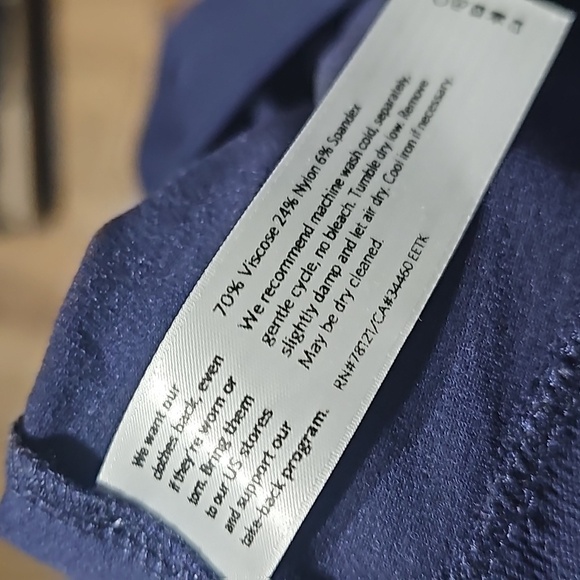 70% Viscose 24% Nylon 6% Spandex
We recommend machine wash cold, separately,
gentle cycle, no bleach. Tumble dry low. Remove
slightly damp and let air dry. Cool iron if necessary.
May be dry cleaned.
RN#78121/CA#34460 EETK
We want our
clothes back, even
if they're worn or
torn. Bring them
to our US stores
and support our
take-back program.